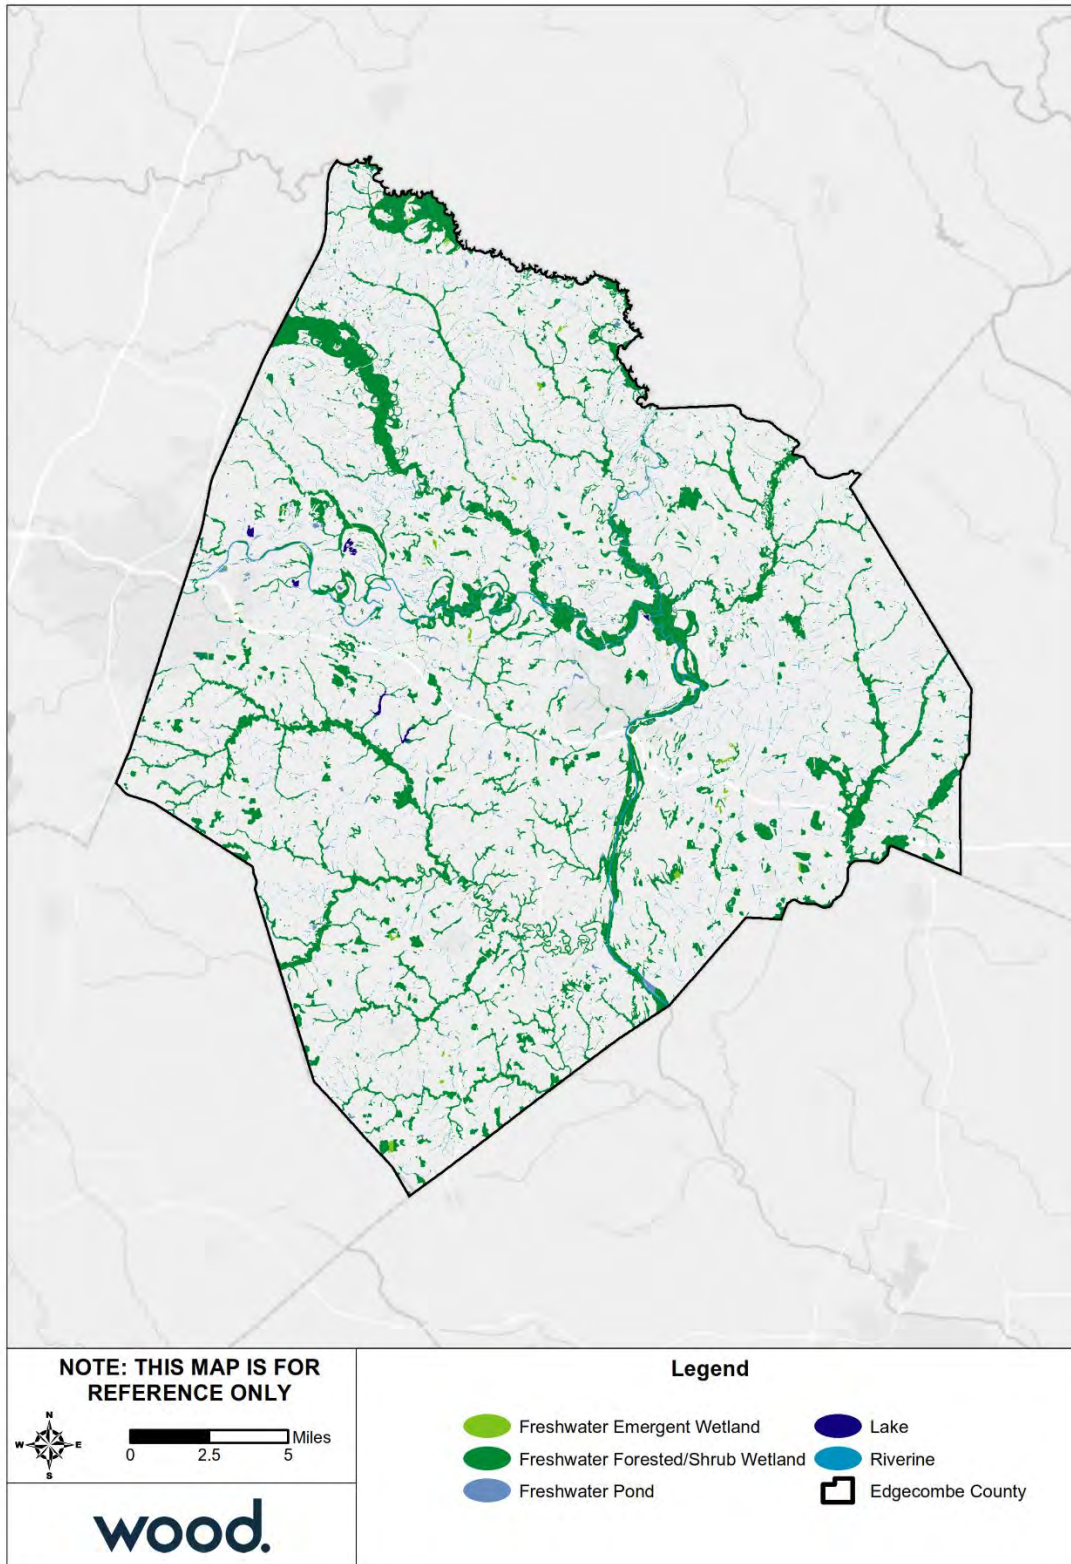 NOTE: THIS MAP IS FOR
REFERENCE ONLY
N
W E
S
Miles
0 2.5 5
wood.
Legend
Freshwater Emergent Wetland
Freshwater Forested/Shrub Wetland
Freshwater Pond
Lake
Riverine
Edgecombe County